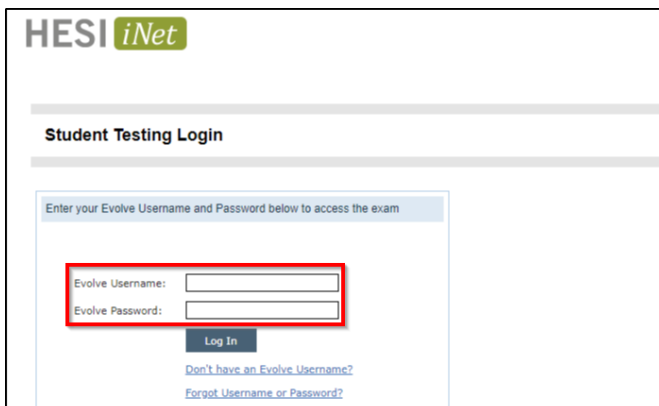 HESI iNet
Student Testing Login
Enter your Evolve Username and Password below to access the exam
Evolve Username:
Evolve Password:
Log In
Don't have an Evolve Username?
Forgot Username or Password?